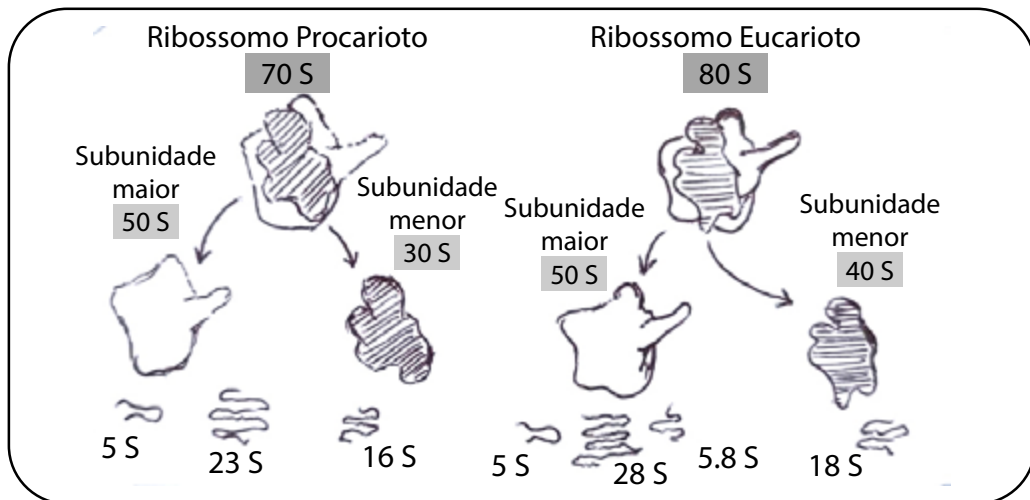 Ribossomo Procarioto
70 S
Subunidade
maior
50 S
Subunidade
menor
30 S
5 S
23 S
16 S
Ribossomo Eucarioto
80 S
Subunidade
maior
50 S
Subunidade
menor
40 S
5 S
28 S
5.8 S
18 S